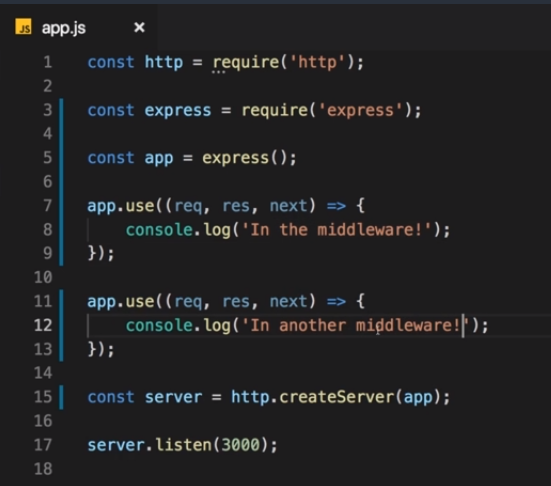 JS app.js ×
1 const http = require('http');
2
3 const express = require('express');
4
5 const app = express();
6
7 app.use((req, res, next) => {
8     console.log('In the middleware!');
9 });
10
11 app.use((req, res, next) => {
12     console.log('In another middleware!');
13 });
14
15 const server = http.createServer(app);
16
17 server.listen(3000);
18